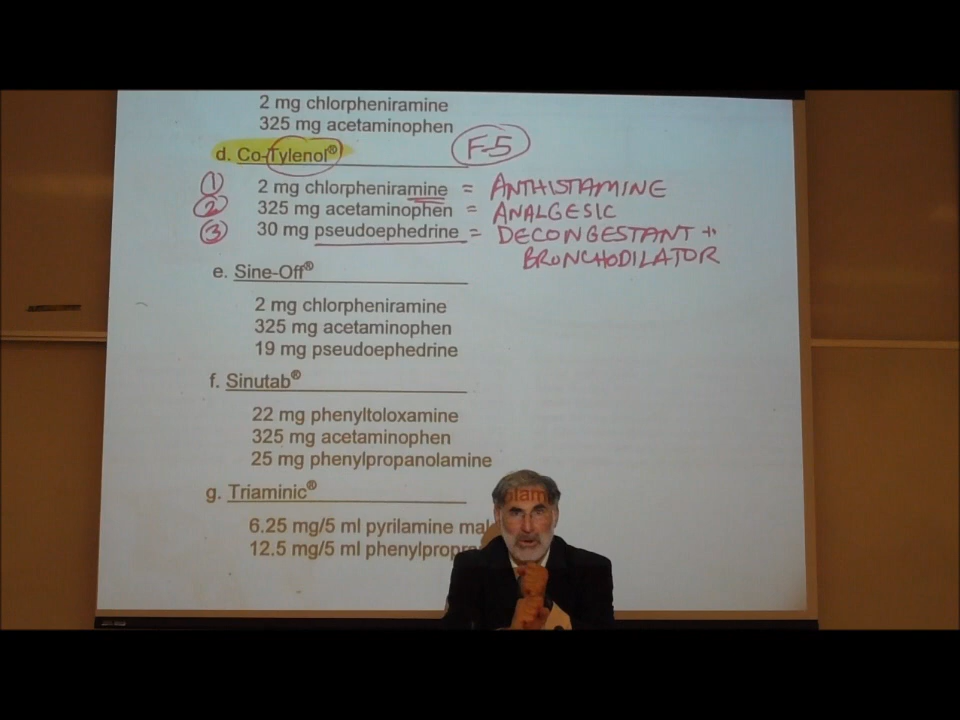 2 mg chlorpheniramine
325 mg acetaminophen
d. Co-Tylenol® F-5
① 2 mg chlorpheniramine = ANTHISTAMINE
② 325 mg acetaminophen = ANALGESIC
③ 30 mg pseudoephedrine = DECONGESTANT +
BRONCHODILATOR
e. Sine-Off®
2 mg chlorpheniramine
325 mg acetaminophen
19 mg pseudoephedrine
f. Sinutab®
22 mg phenyltoloxamine
325 mg acetaminophen
25 mg phenylpropanolamine
g. Triaminic®
6.25 mg/5 ml pyrilamine mal
12.5 mg/5 ml